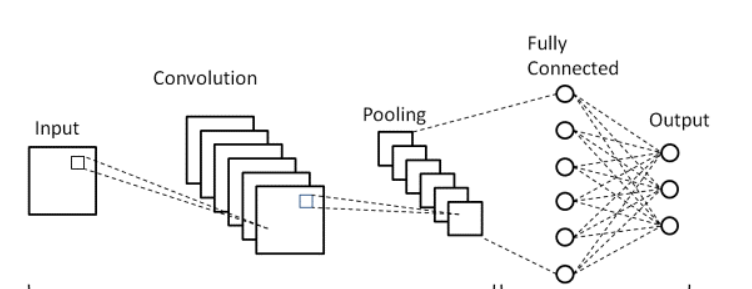 Input
Convolution
Pooling
Fully
Connected
Output